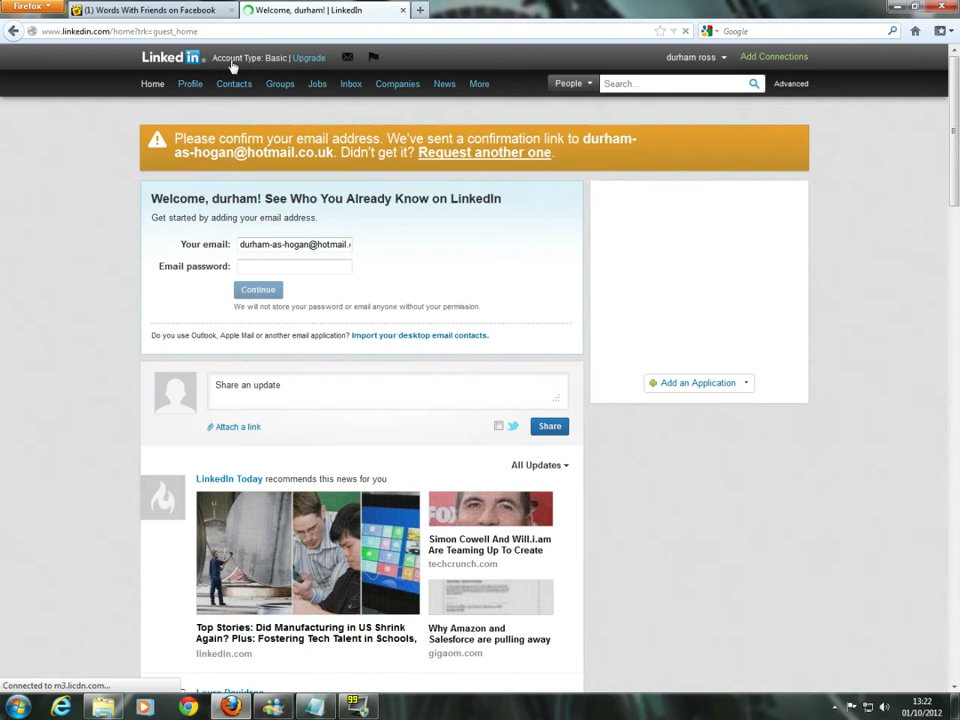 Firefox
(1) Words With Friends on Facebook
Welcome, durham! | LinkedIn
www.linkedin.com/home?trk=guest_home
Google
Linked in
Account Type: Basic | Upgrade
durham ross
Add Connections
Home Profile Contacts Groups Jobs Inbox Companies News More
People
Search...
Advanced
Please confirm your email address. We've sent a confirmation link to durham-
as-hogan@hotmail.co.uk. Didn't get it? Request another one.
Welcome, durham! See Who You Already Know on LinkedIn
Get started by adding your email address.
Your email: durham-as-hogan@hotmail.
Email password:
Continue
We will not store your password or email anyone without your permission.
Do you use Outlook, Apple Mail or another email application? Import your desktop email contacts.
Add an Application
Share an update
Attach a link
Share
All Updates
LinkedIn Today recommends this news for you
FOX
Simon Cowell And Will.i.am
Are Teaming Up To Create
techcrunch.com
Top Stories: Did Manufacturing in US Shrink
Again? Plus: Fostering Tech Talent in Schools,
linkedin.com
Why Amazon and
Salesforce are pulling away
gigaom.com
Laura Davidson
Connected to m3.licdn.com...
99
13:22
01/10/2012